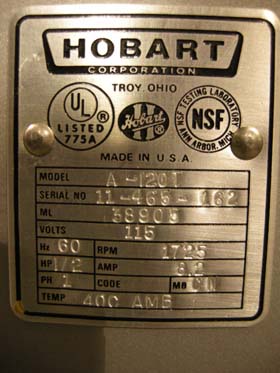 HOBART
CORPORATION
TROY, OHIO
UL
LISTED
775A
Hobart
H
NSF TESTING LABORATORY
NSF
ANN ARBOR, MICH.
MADE IN U.S.A.
MODEL A-120T
SERIAL NO 11-465-162
ML
VOLTS 115
Hz 60 RPM 1725
HP 1/2 AMP 8.2
PH 1 CODE MB CN
TEMP 40C AMB